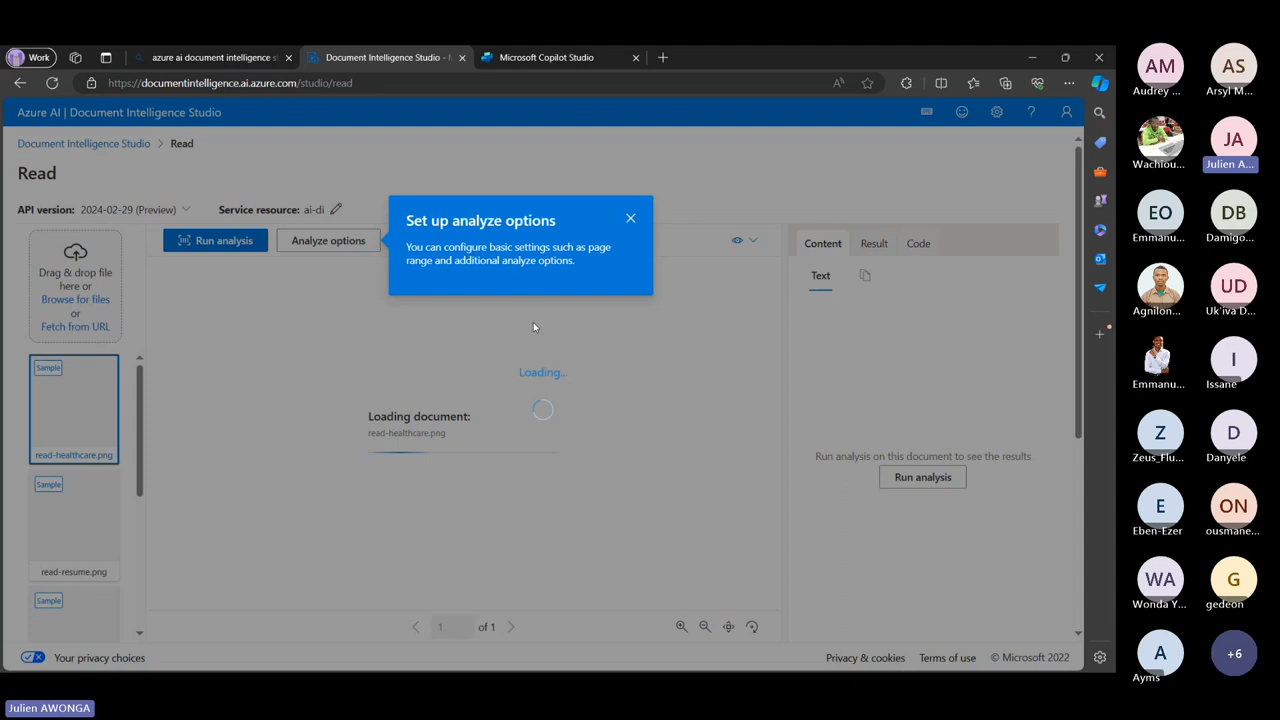 Work
azure ai document intelligence s
Document Intelligence Studio - 
Microsoft Copilot Studio
https://documentintelligence.ai.azure.com/studio/read
Azure AI | Document Intelligence Studio
Document Intelligence Studio > Read
Read
API version: 2024-02-29 (Preview)
Service resource: ai-di
Run analysis
Analyze options
Set up analyze options
You can configure basic settings such as page
range and additional analyze options.
Drag & drop file
here or
Browse for files
or
Fetch from URL
Sample
read-healthcare.png
Sample
read-resume.png
Sample
Loading...
Loading document:
read-healthcare.png
1 of 1
Content Result Code
Text
Run analysis on this document to see the results
Run analysis
Your privacy choices
Privacy & cookies Terms of use © Microsoft 2022
AM AS
Audrey ... Arsyl M...
JA
Wachiou... Julien A...
EO DB
Emmanu... Damigo...
UD
Agnilon... Uk'iva D...
I
Emmanu... Issane
Z D
Zeus_Flu... Danyele
E ON
Eben-Ezer ousmane...
WA G
Wonda Y... gedeon
A +6
Ayms
Julien AWONGA